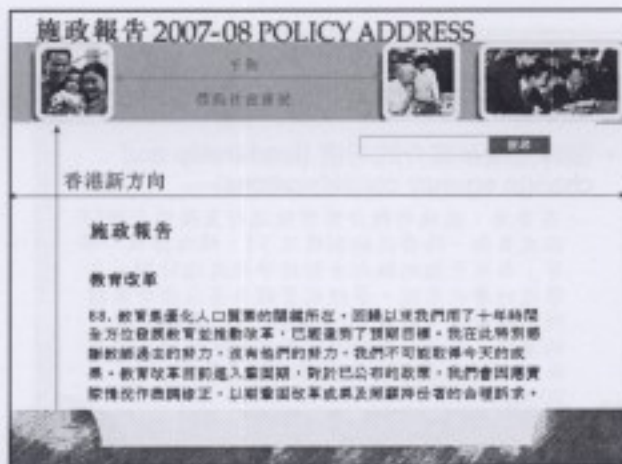 施政報告 2007-08 POLICY ADDRESS
搜尋
香港新方向
施政報告
教育改革
68. 教育是優化人口質素的關鍵所在。回歸以來我們用了十年時間
全方位發展教育並推動改革，已經達到了預期目標。我在此特別感
謝教師過去的努力，沒有他們的努力，我們不可能取得今天的成
果。教育改革目前進入鞏固期，對於已公布的政策，我們會因應實
際情況作微調修正，以期鞏固改革成果及照顧持份者的合理訴求。